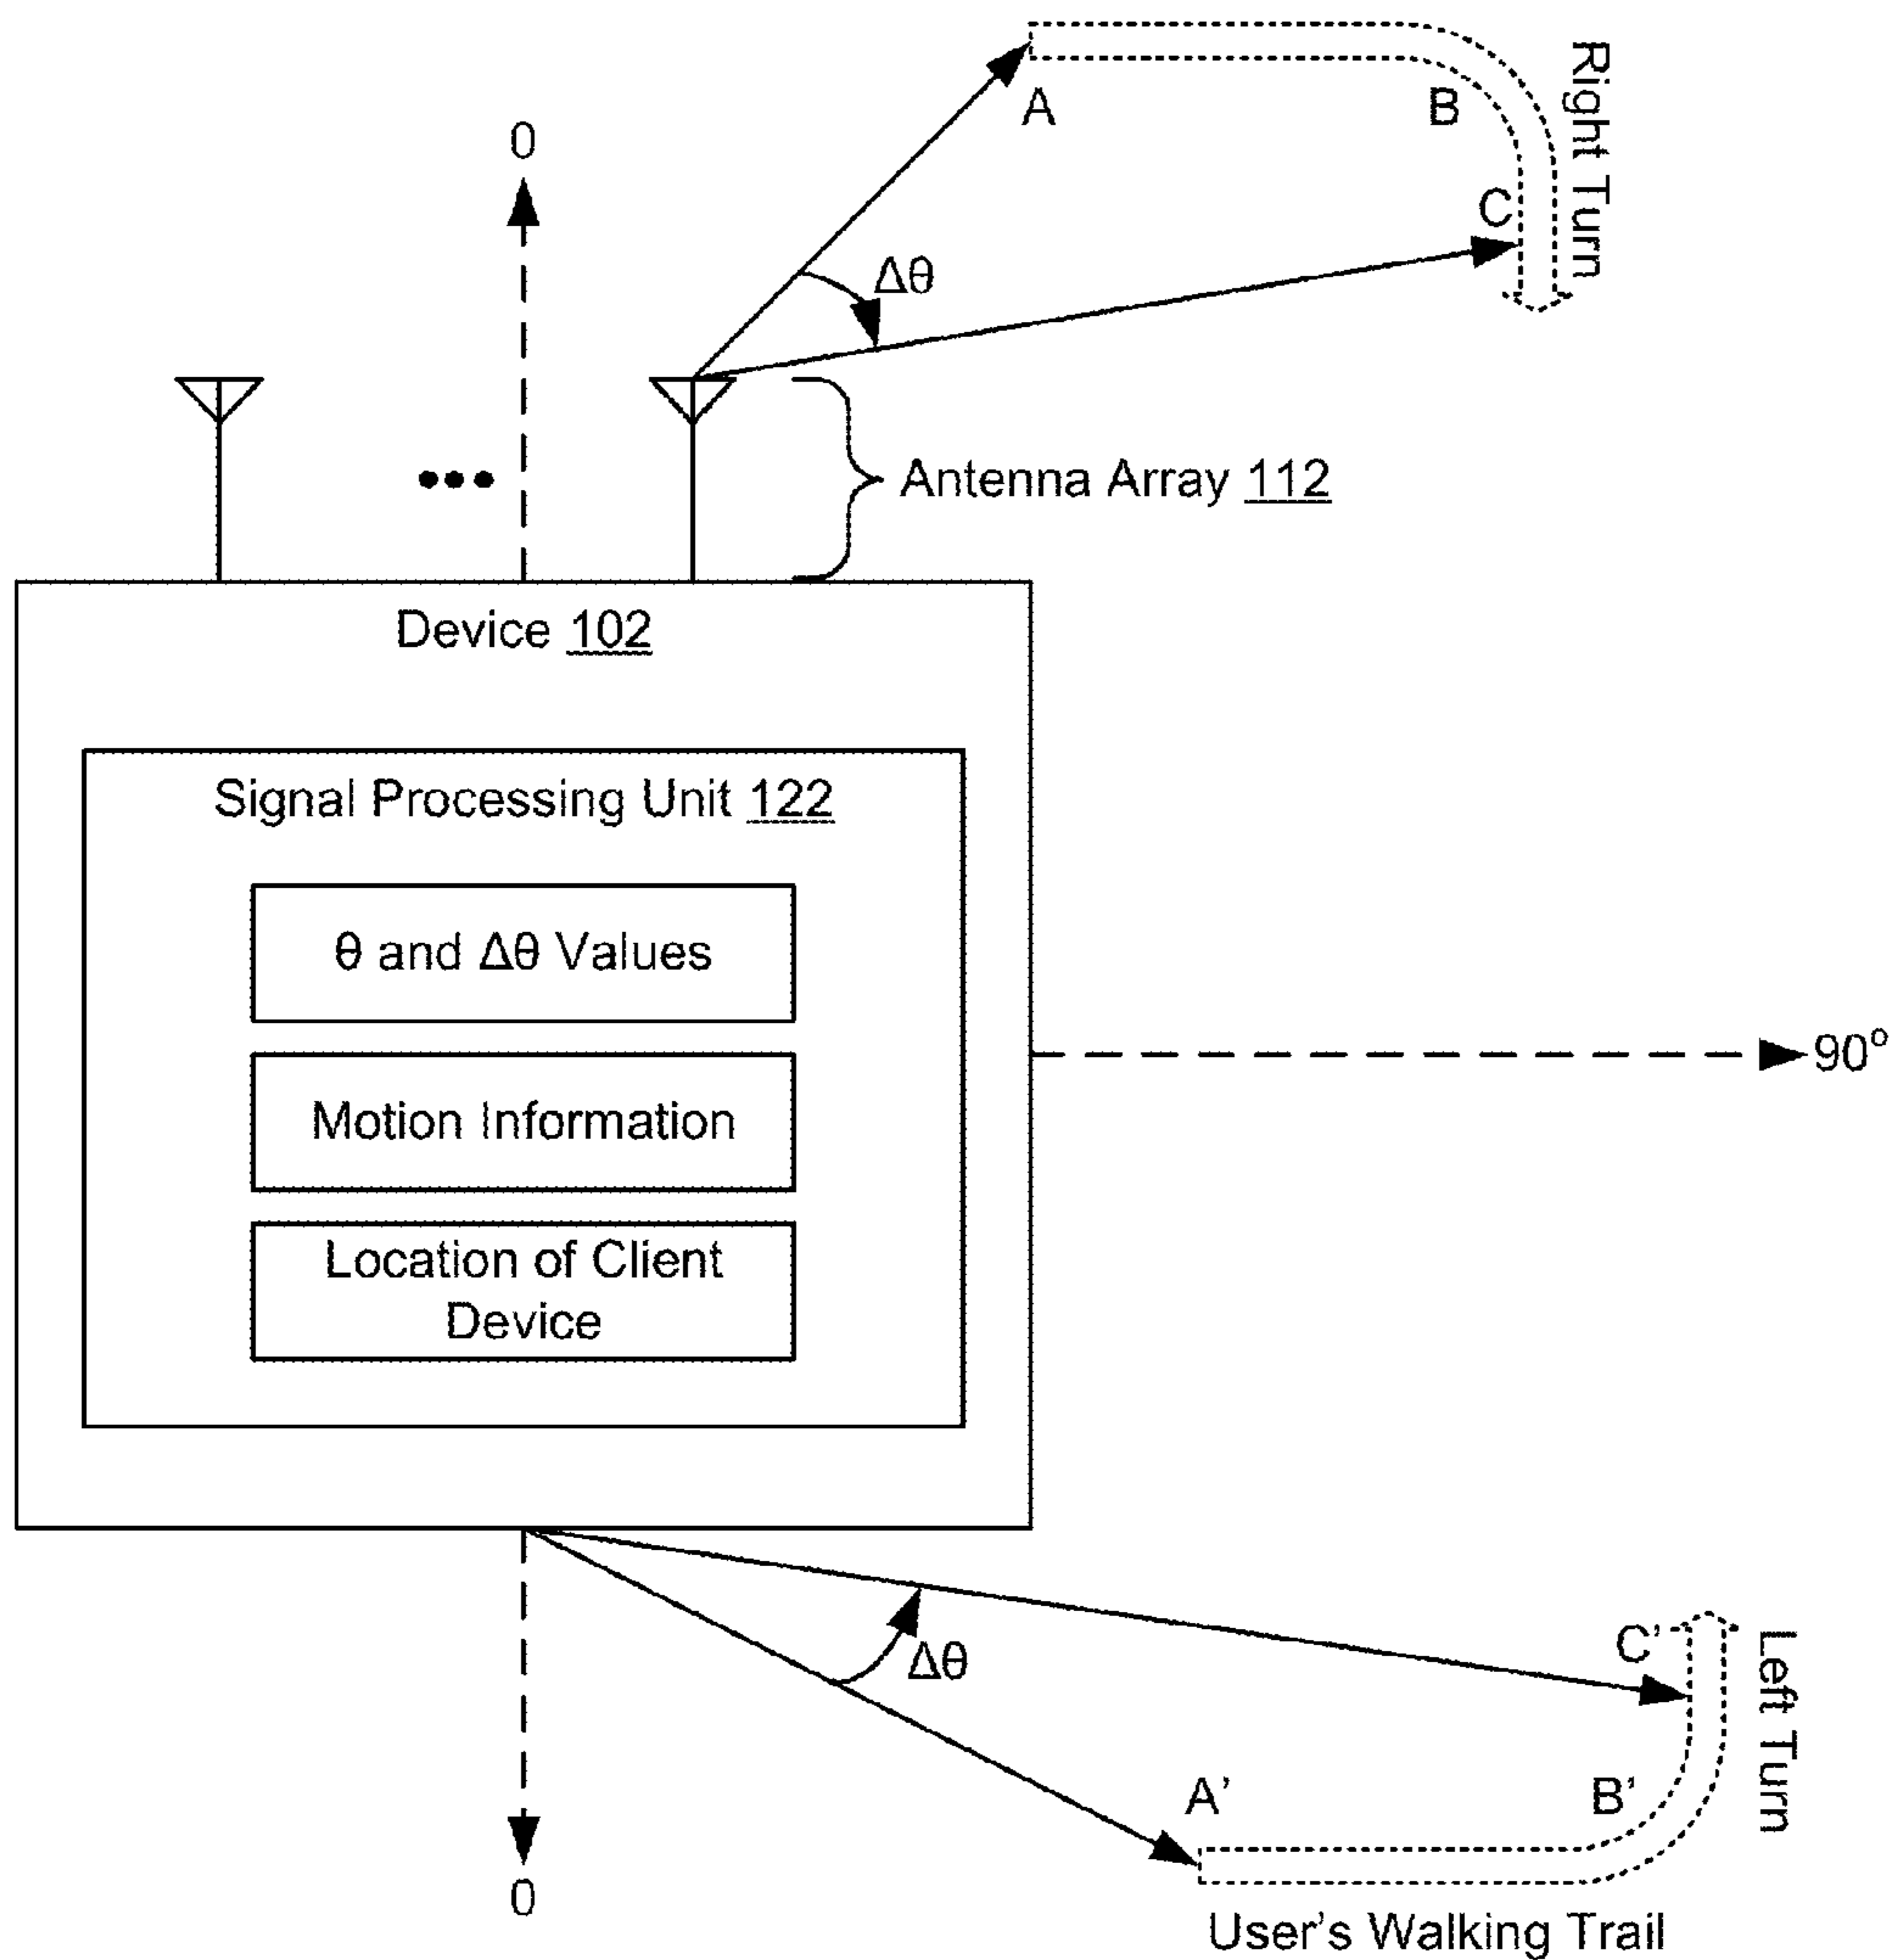 0
A
B
Right Turn
C
Δθ
Antenna Array 112
Device 102
Signal Processing Unit 122
θ and Δθ Values
90°
Motion Information
Location of Client
Device
C'
Δθ
Left Turn
A'
B'
0
User's Walking Trail